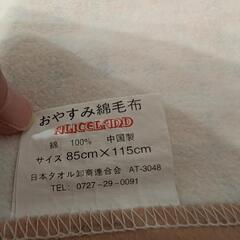 おやすみ綿毛布
ALICELAND
綿 100% 中国製
サイズ 85cm×115cm
日本タオル卸商連合会 AT-3048
TEL: 0727-29-0091